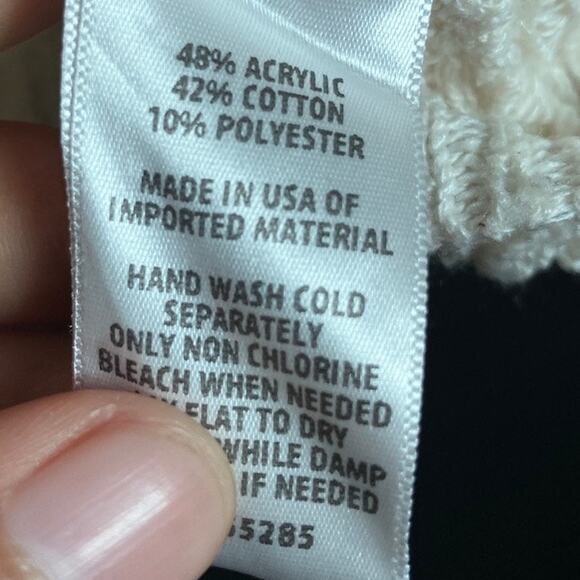 48% ACRYLIC
42% COTTON
10% POLYESTER
MADE IN USA OF
IMPORTED MATERIAL
HAND WASH COLD
SEPARATELY
ONLY NON CHLORINE
BLEACH WHEN NEEDED
FLAT TO DRY
WHILE DAMP
IF NEEDED
5285